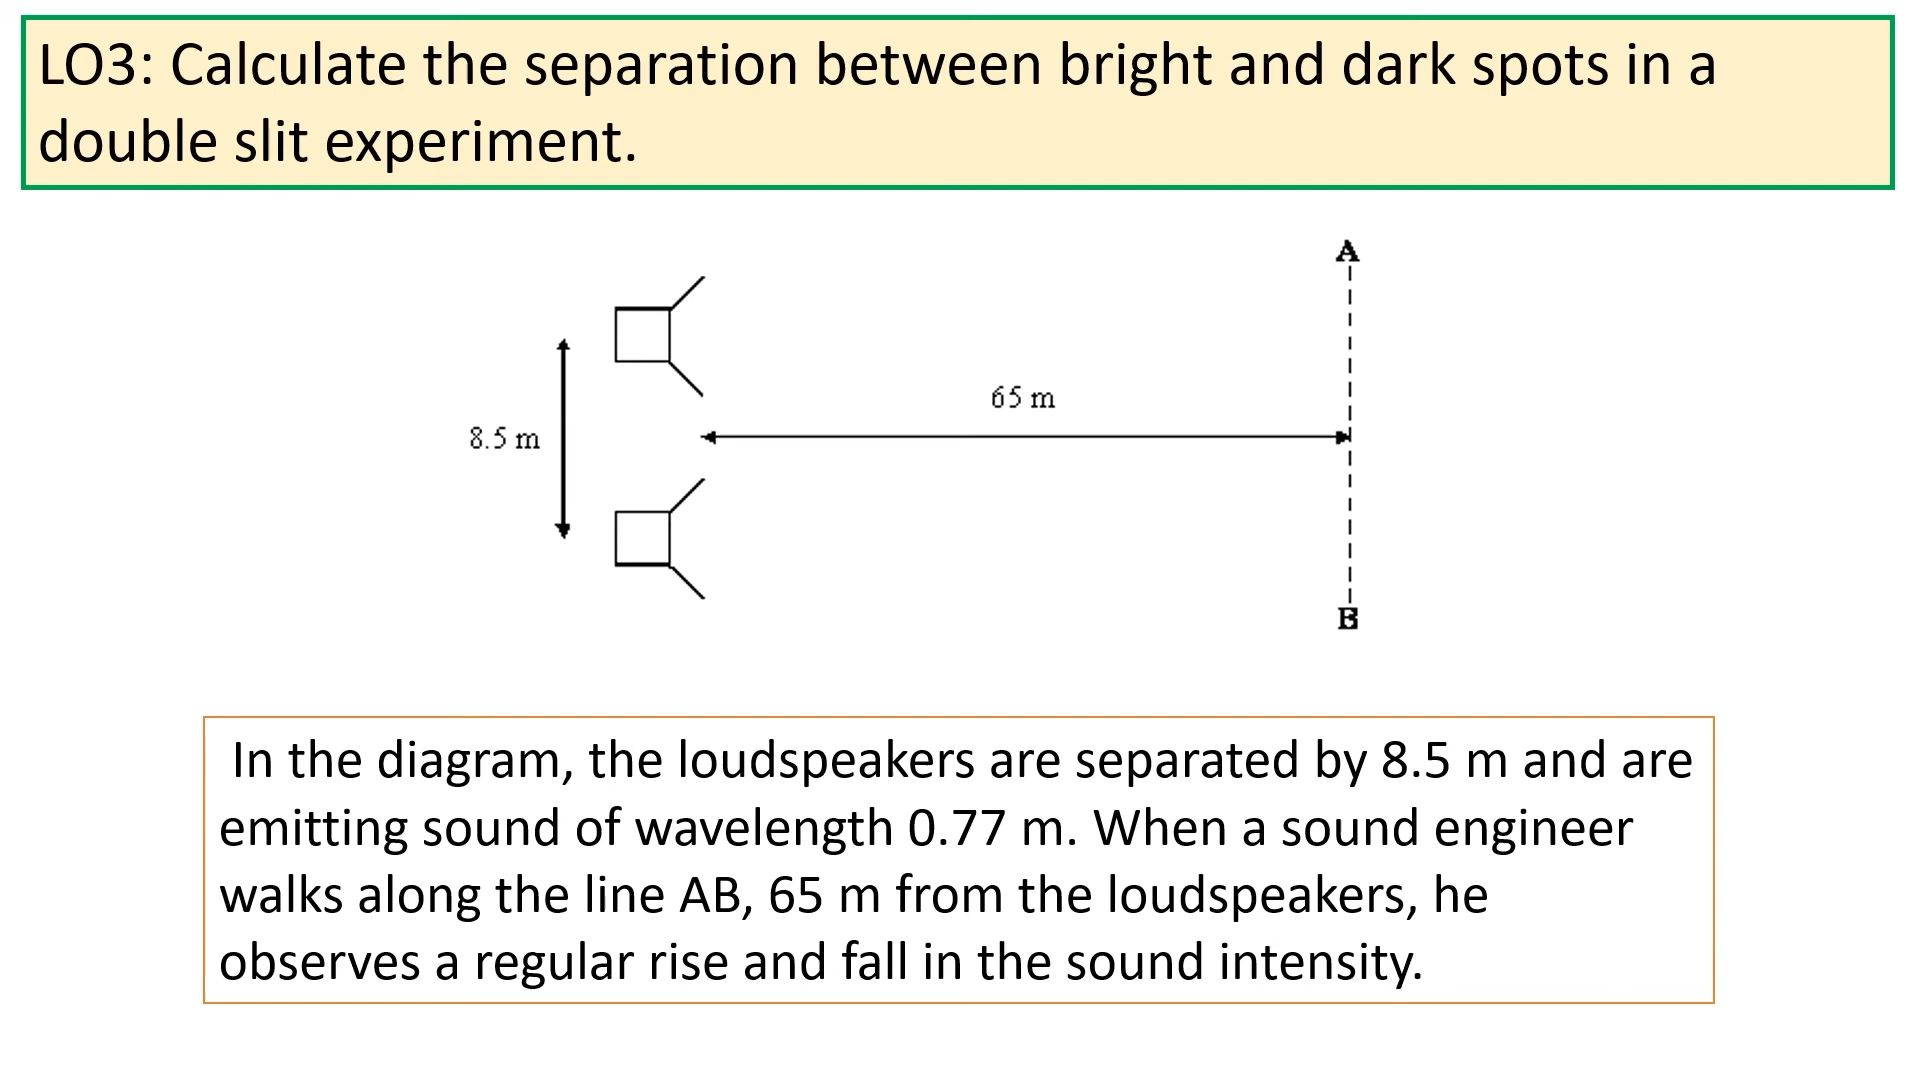 LO3: Calculate the separation between bright and dark spots in a
double slit experiment.
A
65 m
8.5 m
B
In the diagram, the loudspeakers are separated by 8.5 m and are
emitting sound of wavelength 0.77 m. When a sound engineer
walks along the line AB, 65 m from the loudspeakers, he
observes a regular rise and fall in the sound intensity.